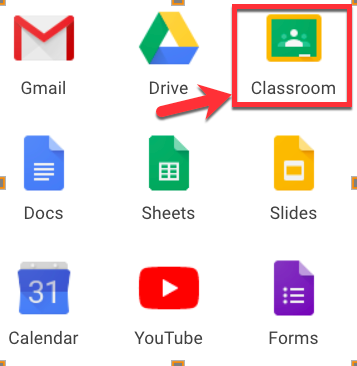 Gmail Drive Classroom
Docs Sheets Slides
31
Calendar YouTube Forms